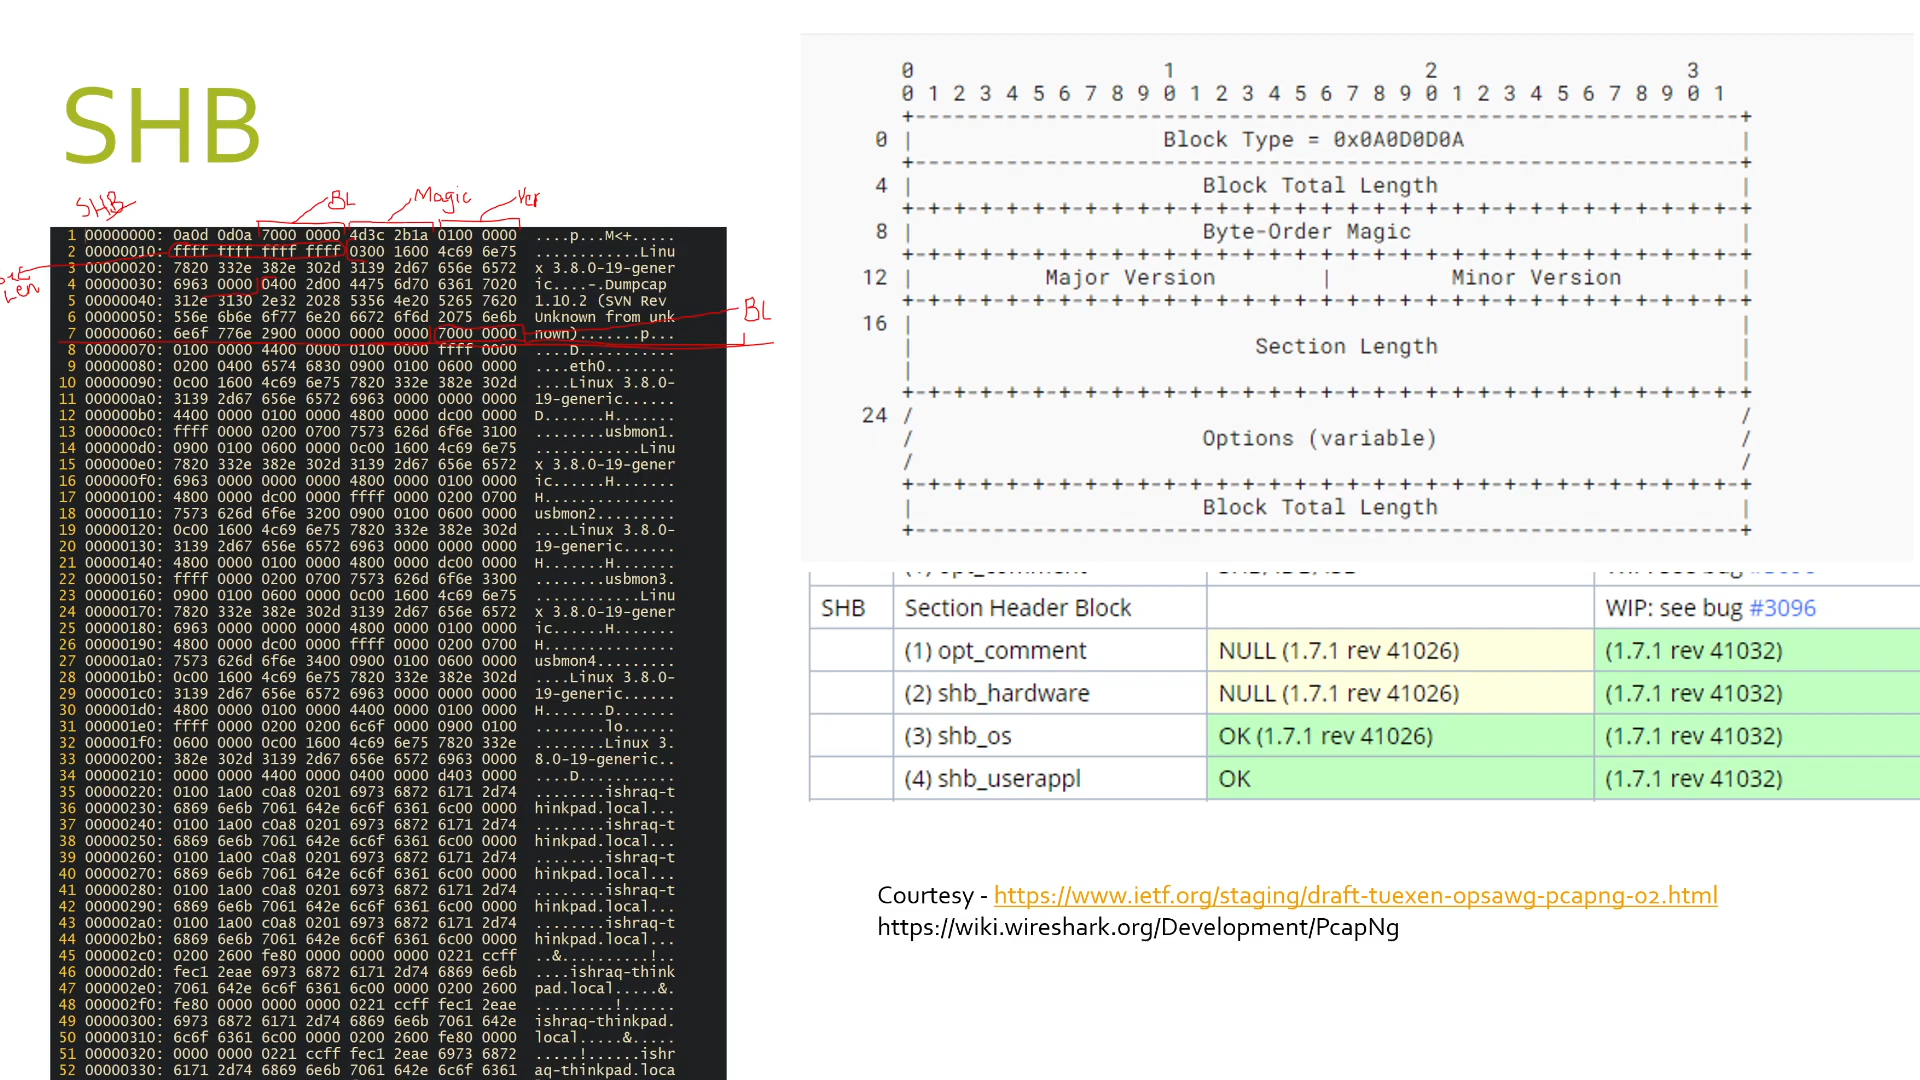 SHB
SHB
BL
Magic
Ver
Len
BL
1 00000000: 0a0d 0d0a 7000 0000 4d3c 2b1a 0100 0000 ....p...M<+.....
2 00000010: ffff ffff ffff ffff 0300 1600 4c69 6e75 ............Linu
3 00000020: 7820 332e 382e 302d 3139 2d67 656e 6572 x 3.8.0-19-gener
4 00000030: 6963 0000 0400 2d00 4475 6d70 6361 7020 ic....-.Dumpcap
5 00000040: 312e 3130 2e32 2028 5356 4e20 5265 7620 1.10.2 (SVN Rev
6 00000050: 556e 6b6e 6f77 6e20 6672 6f6d 2075 6e6b Unknown from unk
7 00000060: 6e6f 776e 2900 0000 0000 0000 7000 0000 nown)........p...
8 00000070: 0100 0000 4400 0000 0100 0000 ffff 0000 ....D...........
9 00000080: 0200 0400 6574 6830 0900 0100 0600 0000 ....eth0........
10 00000090: 0c00 1600 4c69 6e75 7820 332e 382e 302d ....Linux 3.8.0-
11 000000a0: 3139 2d67 656e 6572 6963 0000 0000 0000 19-generic......
12 000000b0: 4400 0000 0100 0000 4800 0000 dc00 0000 D.......H.......
13 000000c0: ffff 0000 0200 0700 7573 626d 6f6e 3100 ........usbmon1.
14 000000d0: 0900 0100 0600 0000 0c00 1600 4c69 6e75 ............Linu
15 000000e0: 7820 332e 382e 302d 3139 2d67 656e 6572 x 3.8.0-19-gener
16 000000f0: 6963 0000 0000 0000 4800 0000 0100 0000 ic......H.......
17 00000100: 4800 0000 dc00 0000 ffff 0000 0200 0700 H...............
18 00000110: 7573 626d 6f6e 3200 0900 0100 0600 0000 usbmon2.........
19 00000120: 0c00 1600 4c69 6e75 7820 332e 382e 302d ....Linux 3.8.0-
20 00000130: 3139 2d67 656e 6572 6963 0000 0000 0000 19-generic......
21 00000140: 4800 0000 0100 0000 4800 0000 dc00 0000 H.......H.......
22 00000150: ffff 0000 0200 0700 7573 626d 6f6e 3300 ........usbmon3.
23 00000160: 0900 0100 0600 0000 0c00 1600 4c69 6e75 ............Linu
24 00000170: 7820 332e 382e 302d 3139 2d67 656e 6572 x 3.8.0-19-gener
25 00000180: 6963 0000 0000 0000 4800 0000 0100 0000 ic......H.......
26 00000190: 4800 0000 dc00 0000 ffff 0000 0200 0700 H...............
27 000001a0: 7573 626d 6f6e 3400 0900 0100 0600 0000 usbmon4.........
28 000001b0: 0c00 1600 4c69 6e75 7820 332e 382e 302d ....Linux 3.8.0-
29 000001c0: 3139 2d67 656e 6572 6963 0000 0000 0000 19-generic......
30 000001d0: 4800 0000 0100 0000 4400 0000 0100 0000 H.......D.......
31 000001e0: ffff 0000 0200 0200 6c6f 0000 0900 0100 ........lo......
32 000001f0: 0600 0000 0c00 1600 4c69 6e75 7820 332e ........Linux 3.
33 00000200: 382e 302d 3139 2d67 656e 6572 6963 0000 8.0-19-generic..
34 00000210: 0000 0000 4400 0000 0400 0000 d403 0000 ....D...........
35 00000220: 0100 1a00 c0a8 0201 6973 6872 6171 2d74 ........ishraq-t
36 00000230: 6869 6e6b 7061 642e 6c6f 6361 6c00 0000 hinkpad.local...
37 00000240: 0100 1a00 c0a8 0201 6973 6872 6171 2d74 ........ishraq-t
38 00000250: 6869 6e6b 7061 642e 6c6f 6361 6c00 0000 hinkpad.local...
39 00000260: 0100 1a00 c0a8 0201 6973 6872 6171 2d74 ........ishraq-t
40 00000270: 6869 6e6b 7061 642e 6c6f 6361 6c00 0000 hinkpad.local...
41 00000280: 0100 1a00 c0a8 0201 6973 6872 6171 2d74 ........ishraq-t
42 00000290: 6869 6e6b 7061 642e 6c6f 6361 6c00 0000 hinkpad.local...
43 000002a0: 0100 1a00 c0a8 0201 6973 6872 6171 2d74 ........ishraq-t
44 000002b0: 6869 6e6b 7061 642e 6c6f 6361 6c00 0000 hinkpad.local...
45 000002c0: 0200 2600 fe80 0000 0000 0000 0221 ccff ..&..........!..
46 000002d0: fec1 2eae 6973 6872 6171 2d74 6869 6e6b ....ishraq-think
47 000002e0: 7061 642e 6c6f 6361 6c00 0000 0200 2600 pad.local.....&.
48 000002f0: fe80 0000 0000 0000 0221 ccff fec1 2eae .........!......
49 00000300: 6973 6872 6171 2d74 6869 6e6b 7061 642e ishraq-thinkpad.
50 00000310: 6c6f 6361 6c00 0000 0200 2600 fe80 0000 local.....&.....
51 00000320: 0000 0000 0221 ccff fec1 2eae 6973 6872 .....!......ishr
52 00000330: 6171 2d74 6869 6e6b 7061 642e 6c6f 6361 aq-thinkpad.loca
0 1 2 3
0 1 2 3 4 5 6 7 8 9 0 1 2 3 4 5 6 7 8 9 0 1 2 3 4 5 6 7 8 9 0 1
0 | Block Type = 0x0A0D0D0A |
4 | Block Total Length |
8 | Byte-Order Magic |
12 | Major Version | Minor Version |
16 |
Section Length
24 / /
/ Options (variable) /
/ /
| Block Total Length |
SHB Section Header Block WIP: see bug #3096
(1) opt_comment NULL (1.7.1 rev 41026) (1.7.1 rev 41032)
(2) shb_hardware NULL (1.7.1 rev 41026) (1.7.1 rev 41032)
(3) shb_os OK (1.7.1 rev 41026) (1.7.1 rev 41032)
(4) shb_userappl OK (1.7.1 rev 41032)
Courtesy - https://www.ietf.org/staging/draft-tuexen-opsawg-pcapng-02.html
https://wiki.wireshark.org/Development/PcapNg